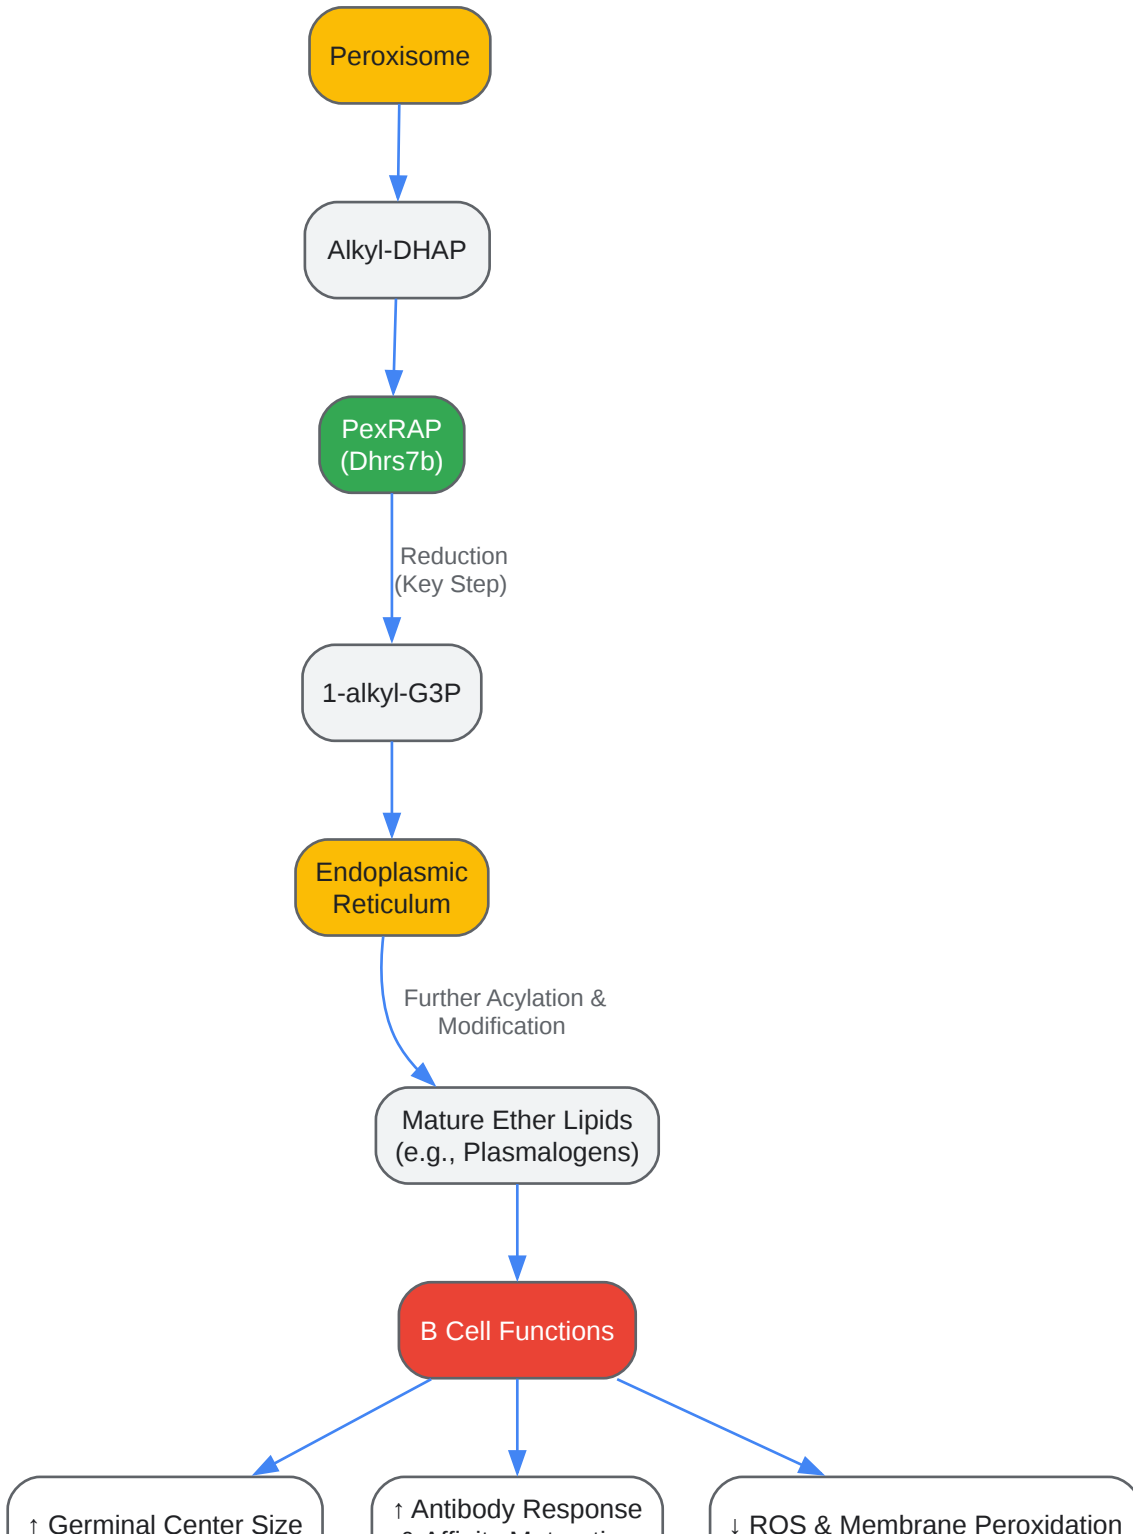 Peroxisome
Alkyl-DHAP
PexRAP
(Dhrs7b)
Reduction
(Key Step)
1-alkyl-G3P
Endoplasmic
Reticulum
Further Acylation &
Modification
Mature Ether Lipids
(e.g., Plasmalogens)
B Cell Functions
↑ Germinal Center Size
↑ Antibody Response
↓ ROS & Membrane Peroxidation